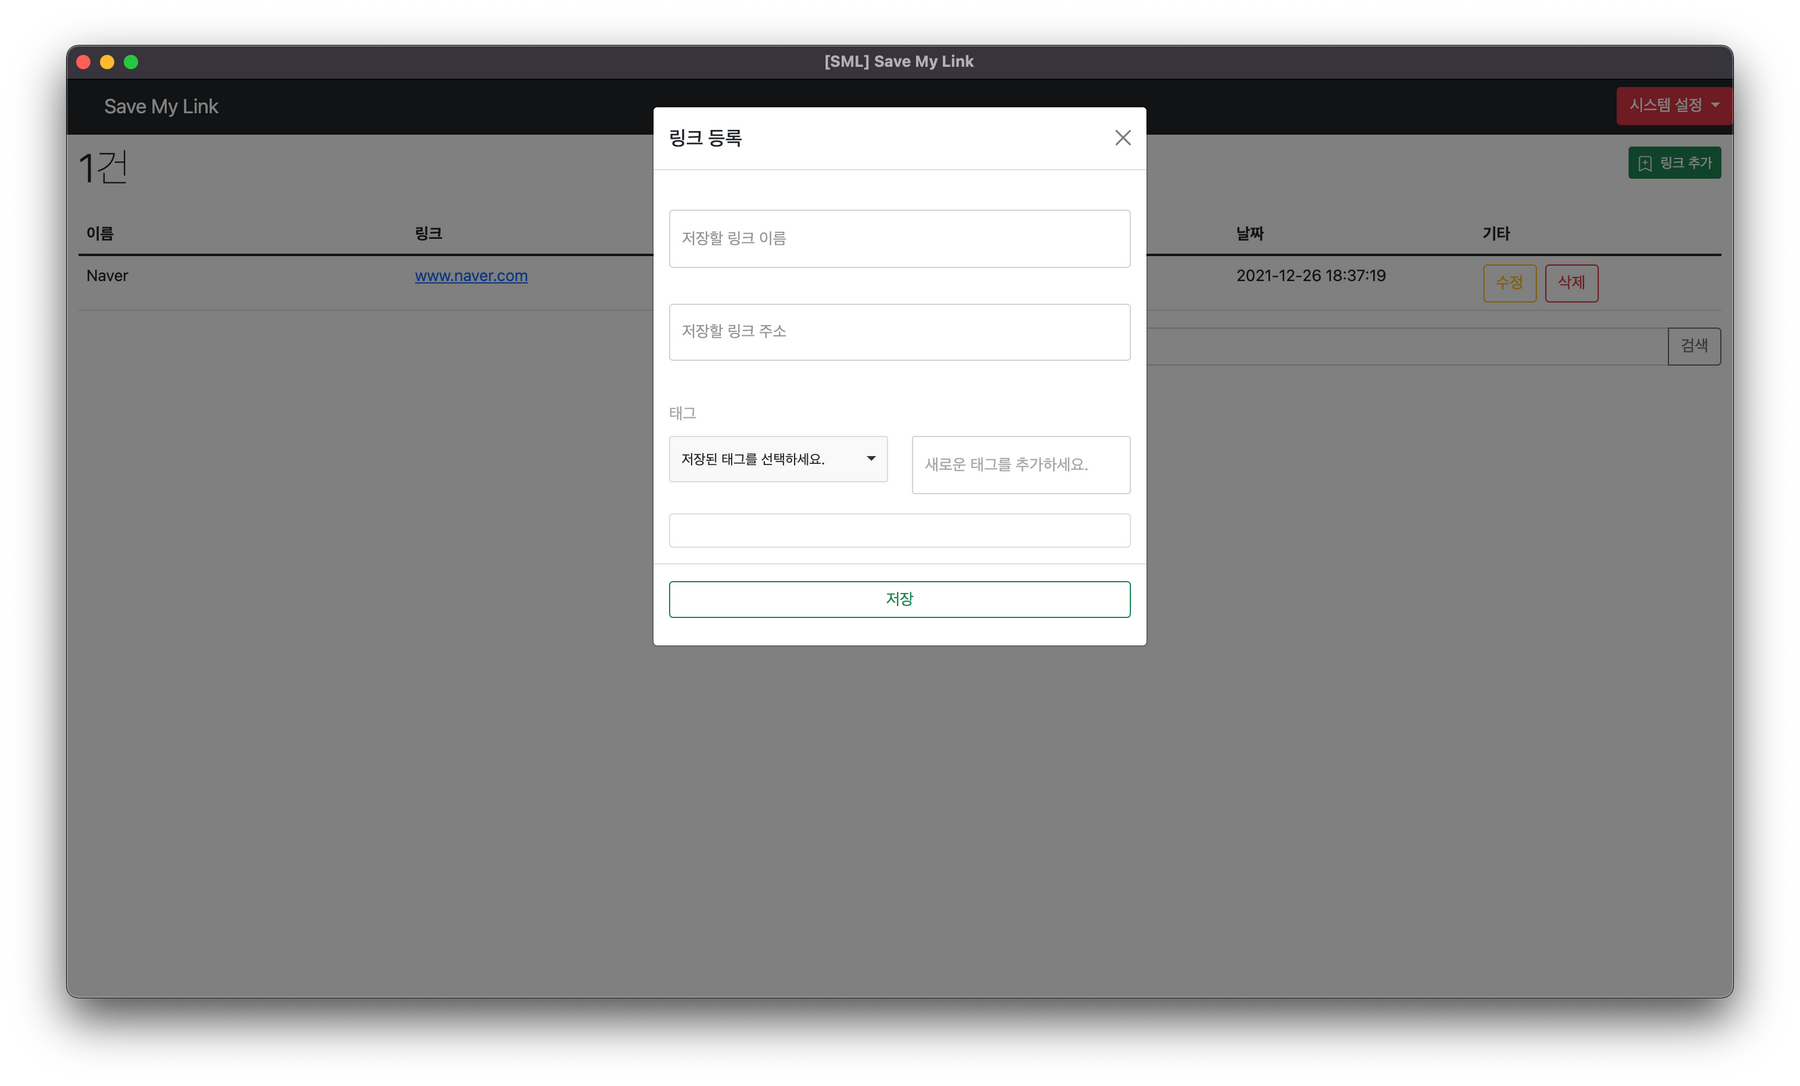 [SML] Save My Link
Save My Link
시스템 설정
1건
링크 추가
이름 링크 날짜 기타
Naver www.naver.com 2021-12-26 18:37:19 수정 삭제
검색
링크 등록
저장할 링크 이름
저장할 링크 주소
태그
저장된 태그를 선택하세요. 새로운 태그를 추가하세요.
저장